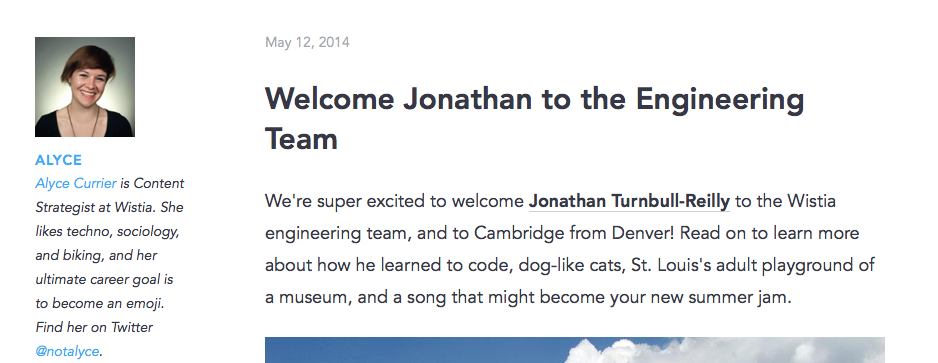 May 12, 2014
Welcome Jonathan to the Engineering
Team
We're super excited to welcome Jonathan Turnbull-Reilly to the Wistia
engineering team, and to Cambridge from Denver! Read on to learn more
about how he learned to code, dog-like cats, St. Louis's adult playground of
a museum, and a song that might become your new summer jam.
ALYCE
Alyce Currier is Content
Strategist at Wistia. She
likes techno, sociology,
and biking, and her
ultimate career goal is
to become an emoji.
Find her on Twitter
@notalyce.